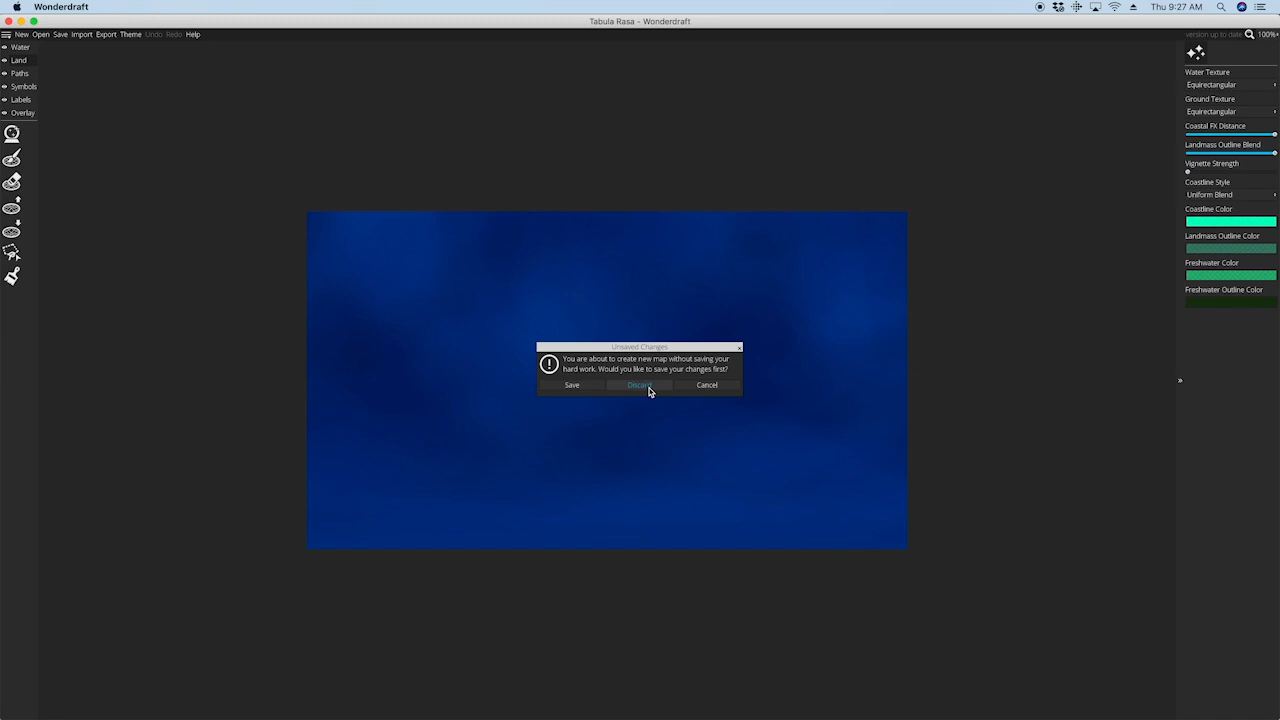 Wonderdraft
Thu 9:27 AM
Tabula Rasa - Wonderdraft
New Open Save Import Export Theme Undo Redo Help
version up to date 100%
Water
Land
Paths
Symbols
Labels
Overlay
Water Texture
Equirectangular
Ground Texture
Equirectangular
Coastal FX Distance
Landmass Outline Blend
Vignette Strength
Coastline Style
Uniform Blend
Coastline Color
Landmass Outline Color
Freshwater Color
Freshwater Outline Color
Unsaved Changes
You are about to create new map without saving your
hard work. Would you like to save your changes first?
Save Discard Cancel